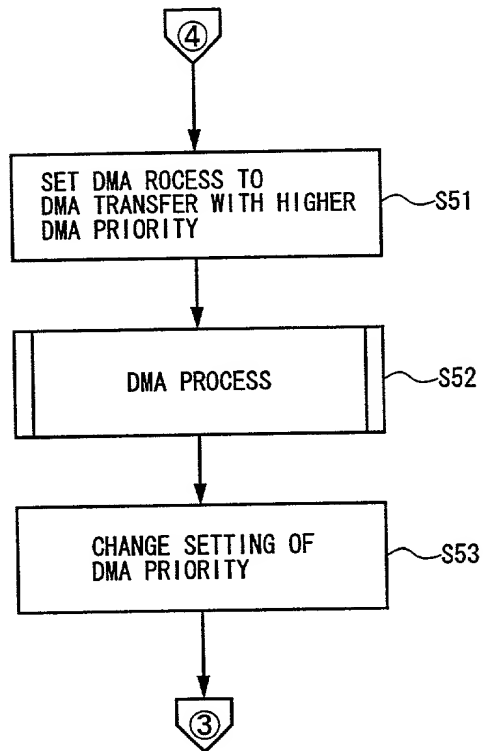 ④
SET DMA ROCESS TO
DMA TRANSFER WITH HIGHER
DMA PRIORITY
S51
DMA PROCESS
S52
CHANGE SETTING OF
DMA PRIORITY
S53
③